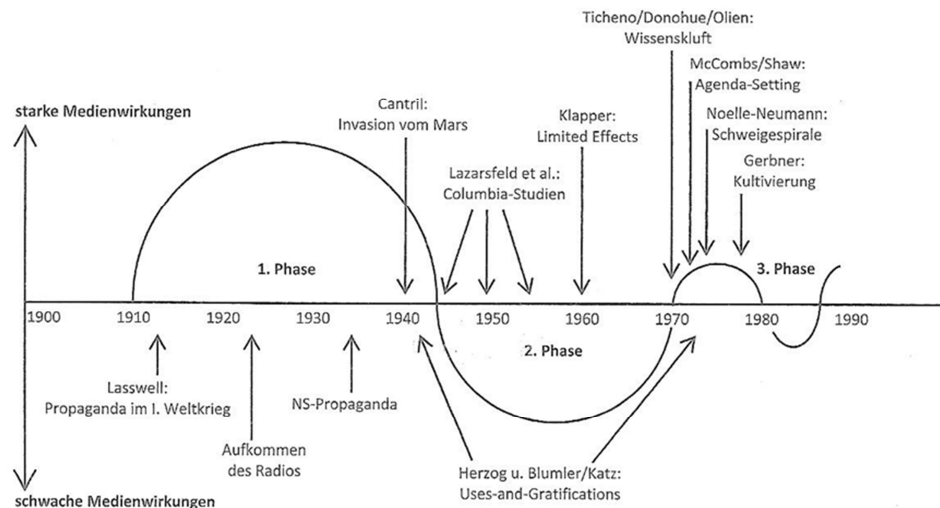 Ticheno/Donohue/Olien:
Wissenskluft
McCombs/Shaw:
Agenda-Setting
starke Medienwirkungen
Cantril:
Invasion vom Mars
Klapper:
Limited Effects
Noelle-Neumann:
Schweigespirale
Lazarsfeld et al.:
Columbia-Studien
Gerbner:
Kultivierung
1. Phase
3. Phase
1900 1910 1920 1930 1940 1950 1960 1970 1980 1990
2. Phase
Lasswell:
Propaganda im I. Weltkrieg
NS-Propaganda
Aufkommen
des Radios
Herzog u. Blumler/Katz:
Uses-and-Gratifications
schwache Medienwirkungen